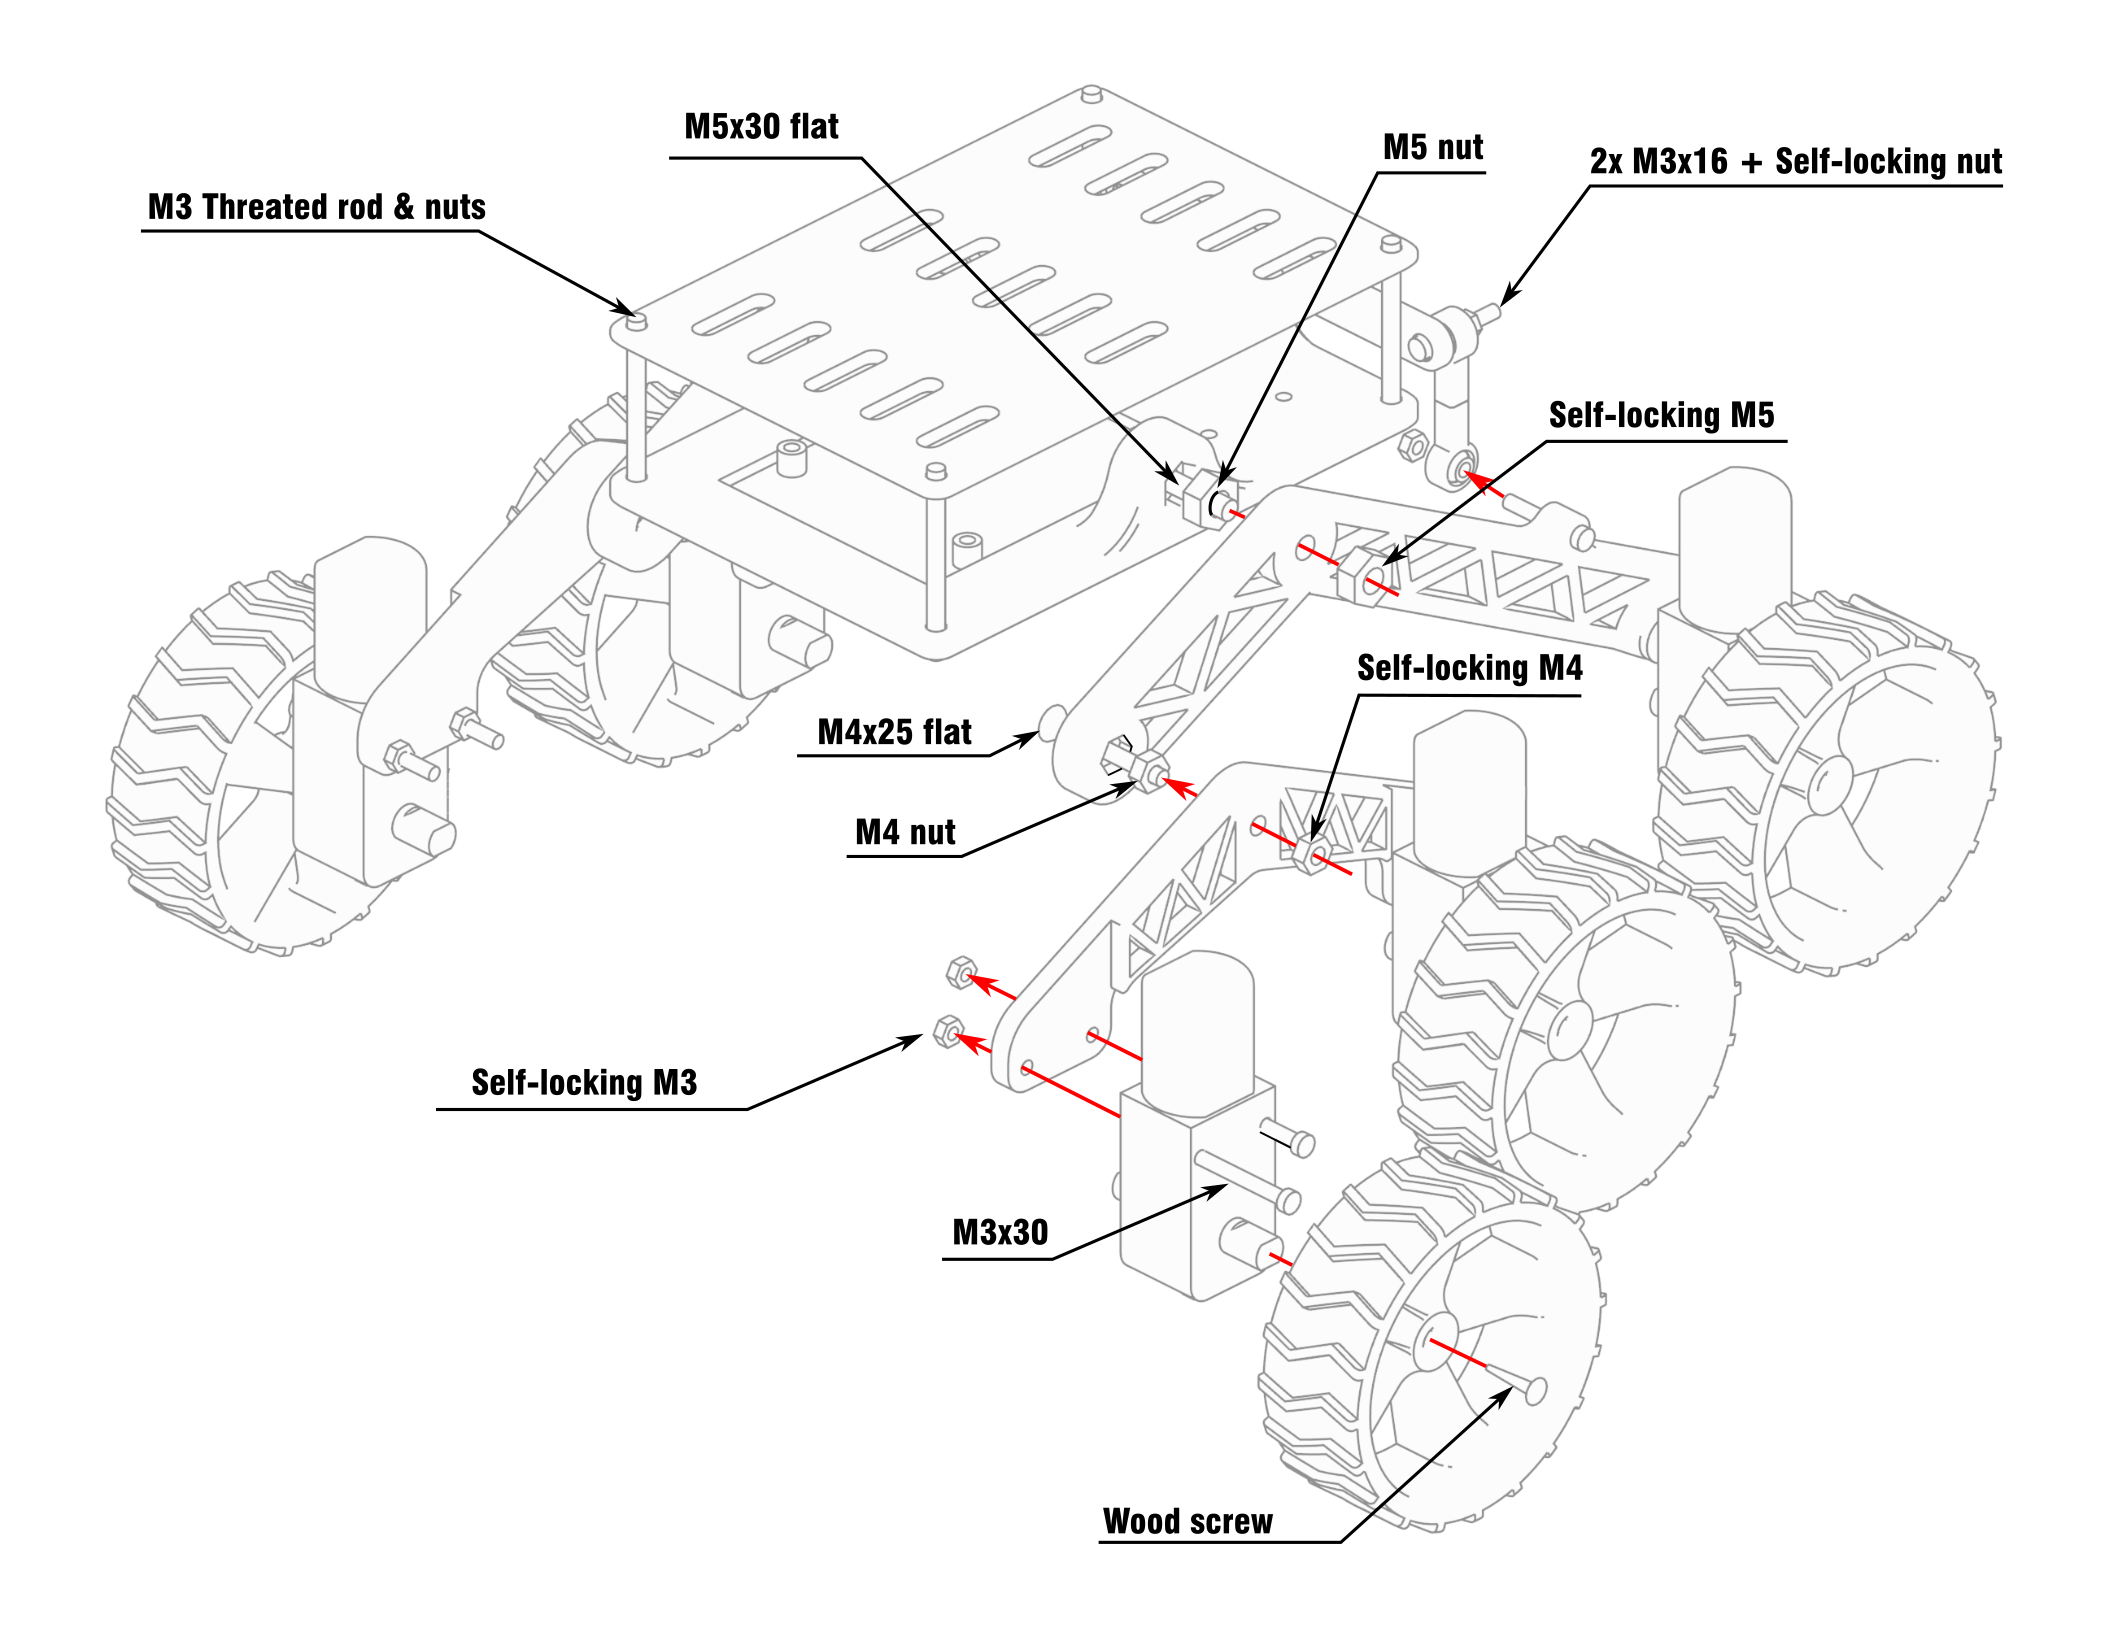 M5x30 flat
M5 nut
2x M3x16 + Self-locking nut
M3 Threated rod & nuts
Self-locking M5
Self-locking M4
M4x25 flat
M4 nut
Self-locking M3
M3x30
Wood screw